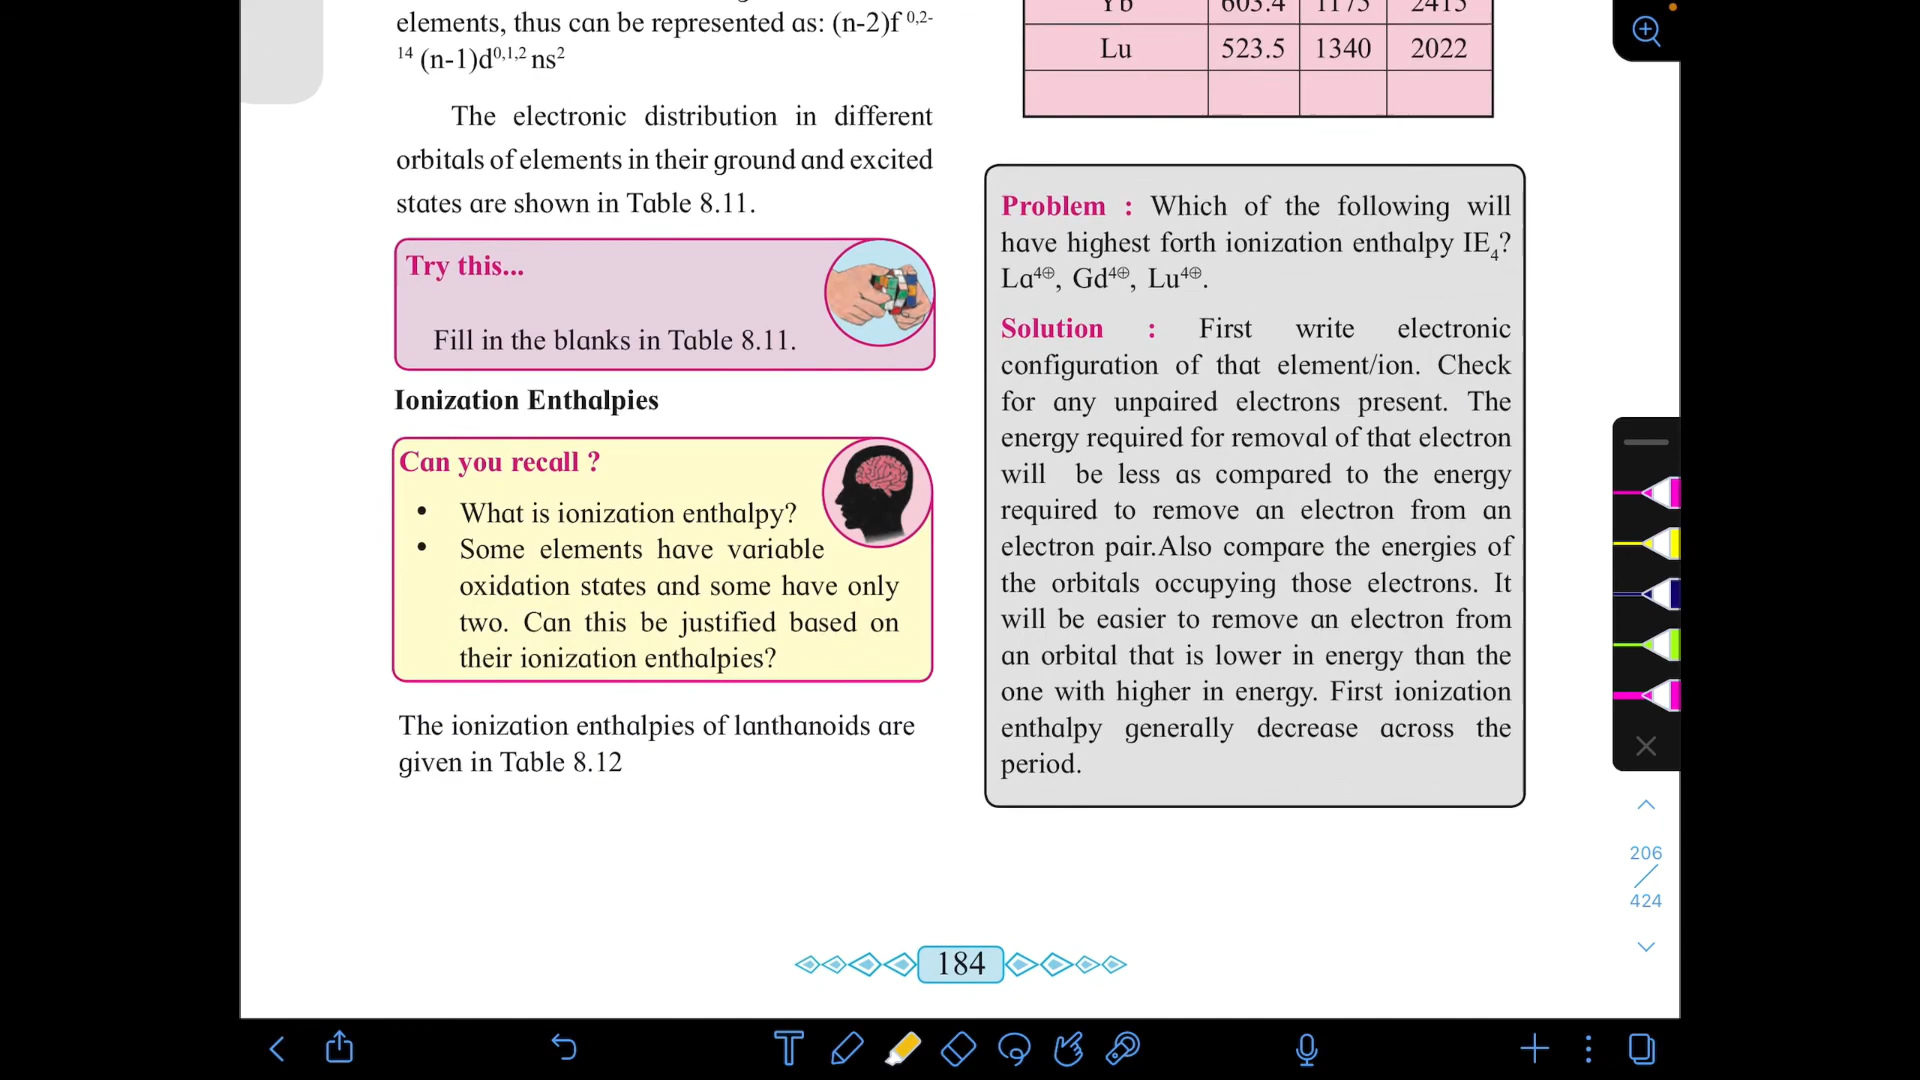 elements, thus can be represented as: (n-2)f 0,2-
14 (n-1)d0,1,2 ns2
The electronic distribution in different
orbitals of elements in their ground and excited
states are shown in Table 8.11.
Try this...
Fill in the blanks in Table 8.11.
Ionization Enthalpies
Can you recall ?
• What is ionization enthalpy?
• Some elements have variable
oxidation states and some have only
two. Can this be justified based on
their ionization enthalpies?
The ionization enthalpies of lanthanoids are
given in Table 8.12
Yb 603.4 1175 2415
Lu 523.5 1340 2022
Problem : Which of the following will
have highest forth ionization enthalpy IE4?
La4⊕, Gd4⊕, Lu4⊕.
Solution : First write electronic
configuration of that element/ion. Check
for any unpaired electrons present. The
energy required for removal of that electron
will be less as compared to the energy
required to remove an electron from an
electron pair.Also compare the energies of
the orbitals occupying those electrons. It
will be easier to remove an electron from
an orbital that is lower in energy than the
one with higher in energy. First ionization
enthalpy generally decrease across the
period.
206
424
184